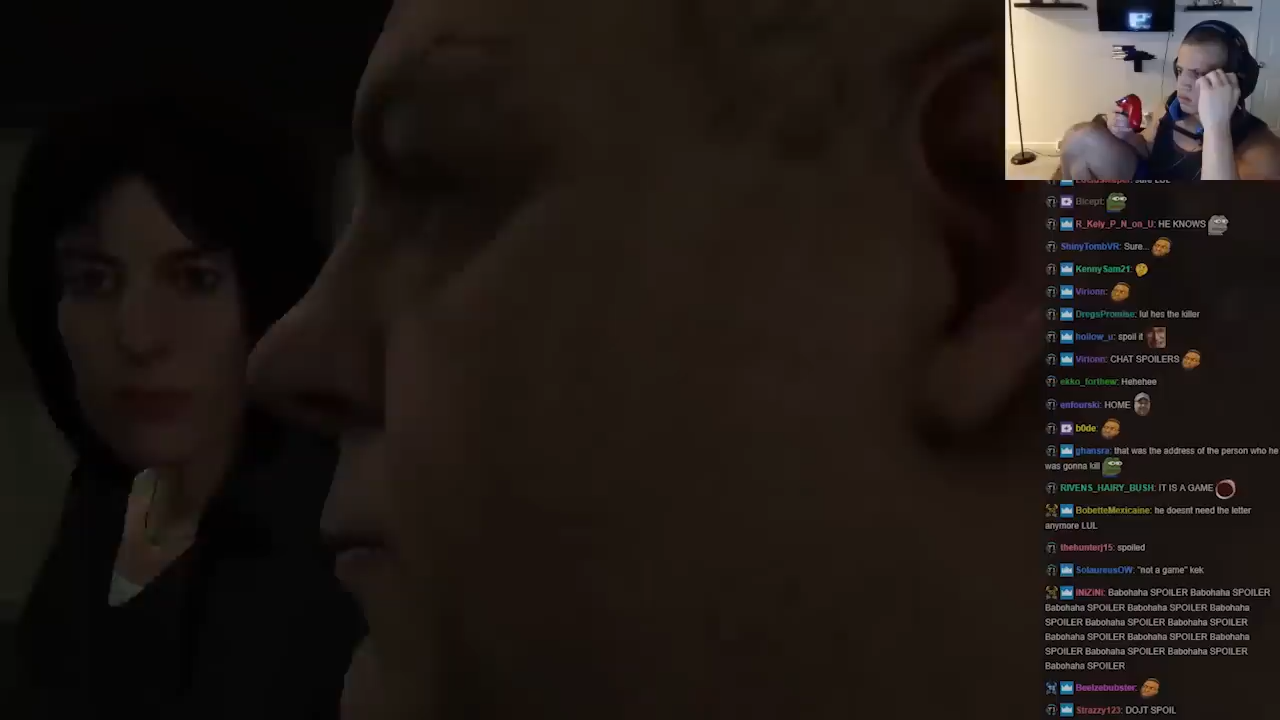 Bicept:
R_Kely_P_N_on_U: HE KNOWS
ShinyTombVR: Sure...
KennySam21:
Virionn:
DregsPromise: ful hes the killer
hollow_u: spoil it
Virionn: CHAT SPOILERS
ekko_forthew: Hehehee
enfourski: HOME
b0de:
ghansra: that was the address of the person who he
was gonna kill
RIVENS_HAIRY_BUSH: IT IS A GAME
BobetteMexicaine: he doesnt need the letter
anymore LUL
thehunterj15: spoiled
SolaureusOW: "not a game" kek
INiZiNi: Babohaha SPOILER Babohaha SPOILER
Babohaha SPOILER Babohaha SPOILER Babohaha
SPOILER Babohaha SPOILER Babohaha SPOILER
Babohaha SPOILER Babohaha SPOILER Babohaha
SPOILER Babohaha SPOILER Babohaha SPOILER
Babohaha SPOILER
Beelzebubster:
Strazzy123: DOJT SPOIL